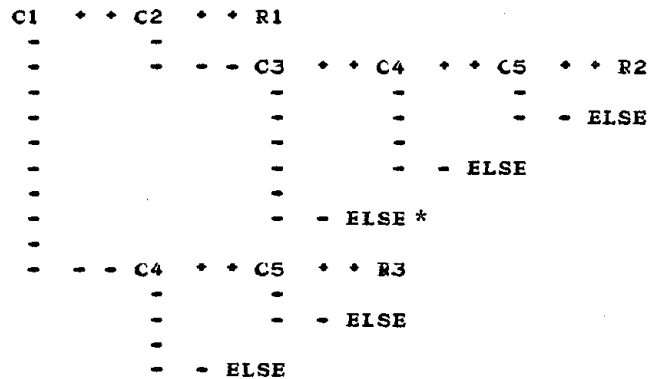 C1 + + C2 + + R1
- -
- - - - C3 + + C4 + + C5 + + R2
- - - -
- - - - - ELSE
- - -
- - - - ELSE
- -
- - - ELSE *
-
- - - C4 + + C5 + + R3
- -
- - - ELSE
-
- - ELSE